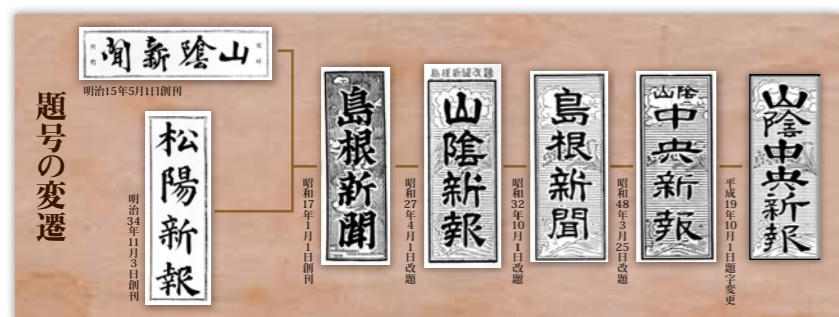 題号の変遷
山陰新聞
明治15年5月1日創刊
松陽新報
明治34年11月3日創刊
島根新聞
昭和17年1月1日創刊
島根新聞改題
山陰新報
昭和27年4月1日改題
島根新聞
昭和32年10月1日改題
山陰
中央新報
昭和48年3月25日改題
山陰中央新報
平成19年10月1日題字変更